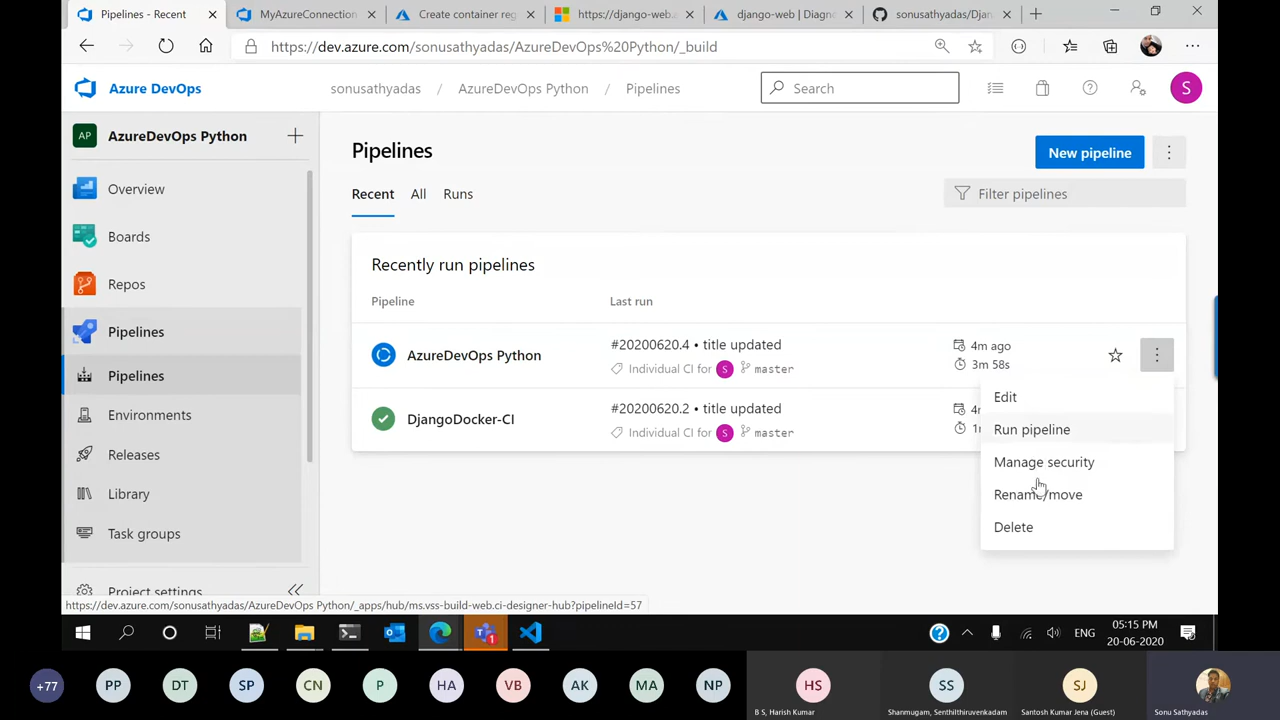 Pipelines - Recent
MyAzureConnection
Create container reg
https://django-web.a
django-web | Diagn
sonusathyadas/Djan
https://dev.azure.com/sonusathyadas/AzureDevOps%20Python/_build
Azure DevOps
sonusathyadas / AzureDevOps Python / Pipelines
Search
S
AP AzureDevOps Python
Overview
Boards
Repos
Pipelines
Pipelines
Environments
Releases
Library
Task groups
Project settings
Pipelines
New pipeline
Recent All Runs
Filter pipelines
Recently run pipelines
Pipeline Last run
AzureDevOps Python
#20200620.4 • title updated
Individual CI for S master
4m ago
3m 58s
DjangoDocker-CI
#20200620.2 • title updated
Individual CI for S master
4m
1m
Edit
Run pipeline
Manage security
Rename/move
Delete
https://dev.azure.com/sonusathyadas/AzureDevOps Python/_apps/hub/ms.vss-build-web.ci-designer-hub?pipelineId=57
1
ENG
05:15 PM
20-06-2020
+77 PP DT SP CN P HA VB AK MA NP HS SS SJ
B S, Harish Kumar
Shanmugam, Senthilthiruvenkadam
Santosh Kumar Jena (Guest)
Sonu Sathyadas